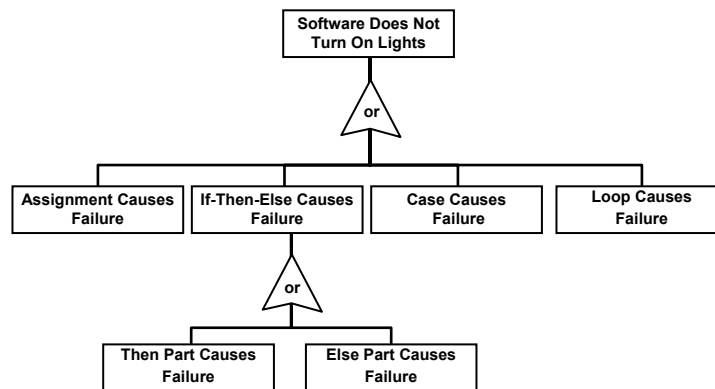 Software Does Not
Turn On Lights
or
Assignment Causes
Failure
If-Then-Else Causes
Failure
Case Causes
Failure
Loop Causes
Failure
or
Then Part Causes
Failure
Else Part Causes
Failure